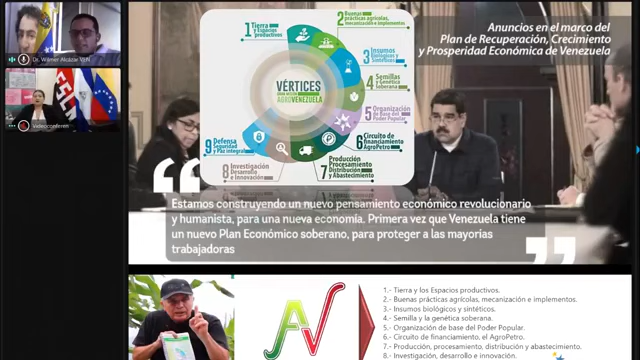 Dr. Wilmer Alcázar VEN
Videoconferen
Anuncios en el marco del
Plan de Recuperación, Crecimiento
y Prosperidad Económica de Venezuela
1 Tierra
y Espacios
productivos
2 Buenas
prácticas agrícolas,
mecanización e implementos
3 Insumos
Biológicos y
Sintéticos
4 Semillas
y Genética
Soberana
5 Organización
de Base del
Poder Popular
6 Circuito de
financiamiento
AgroPetro
7 Producción
Procesamiento
Distribución
y Abastecimiento
8 Investigación
Desarrollo
e Innovación
9 Defensa
Seguridad
y Paz integral
VÉRTICES
GRAN MISIÓN
AGROVENEZUELA
Estamos construyendo un nuevo pensamiento económico revolucionario
y humanista, para una nueva economía. Primera vez que Venezuela tiene
un nuevo Plan Económico soberano, para proteger a las mayorías
trabajadoras
AV
1.- Tierra y los Espacios productivos.
2.- Buenas prácticas agrícolas, mecanización e implementos.
3.- Insumos biológicos y sintéticos.
4.- Semilla y la genética soberana.
5.- Organización de base del Poder Popular.
6.- Circuito de financiamiento, el AgroPetro.
7.- Producción, procesamiento, distribución y abastecimiento.
8.- Investigación, desarrollo e innovación.